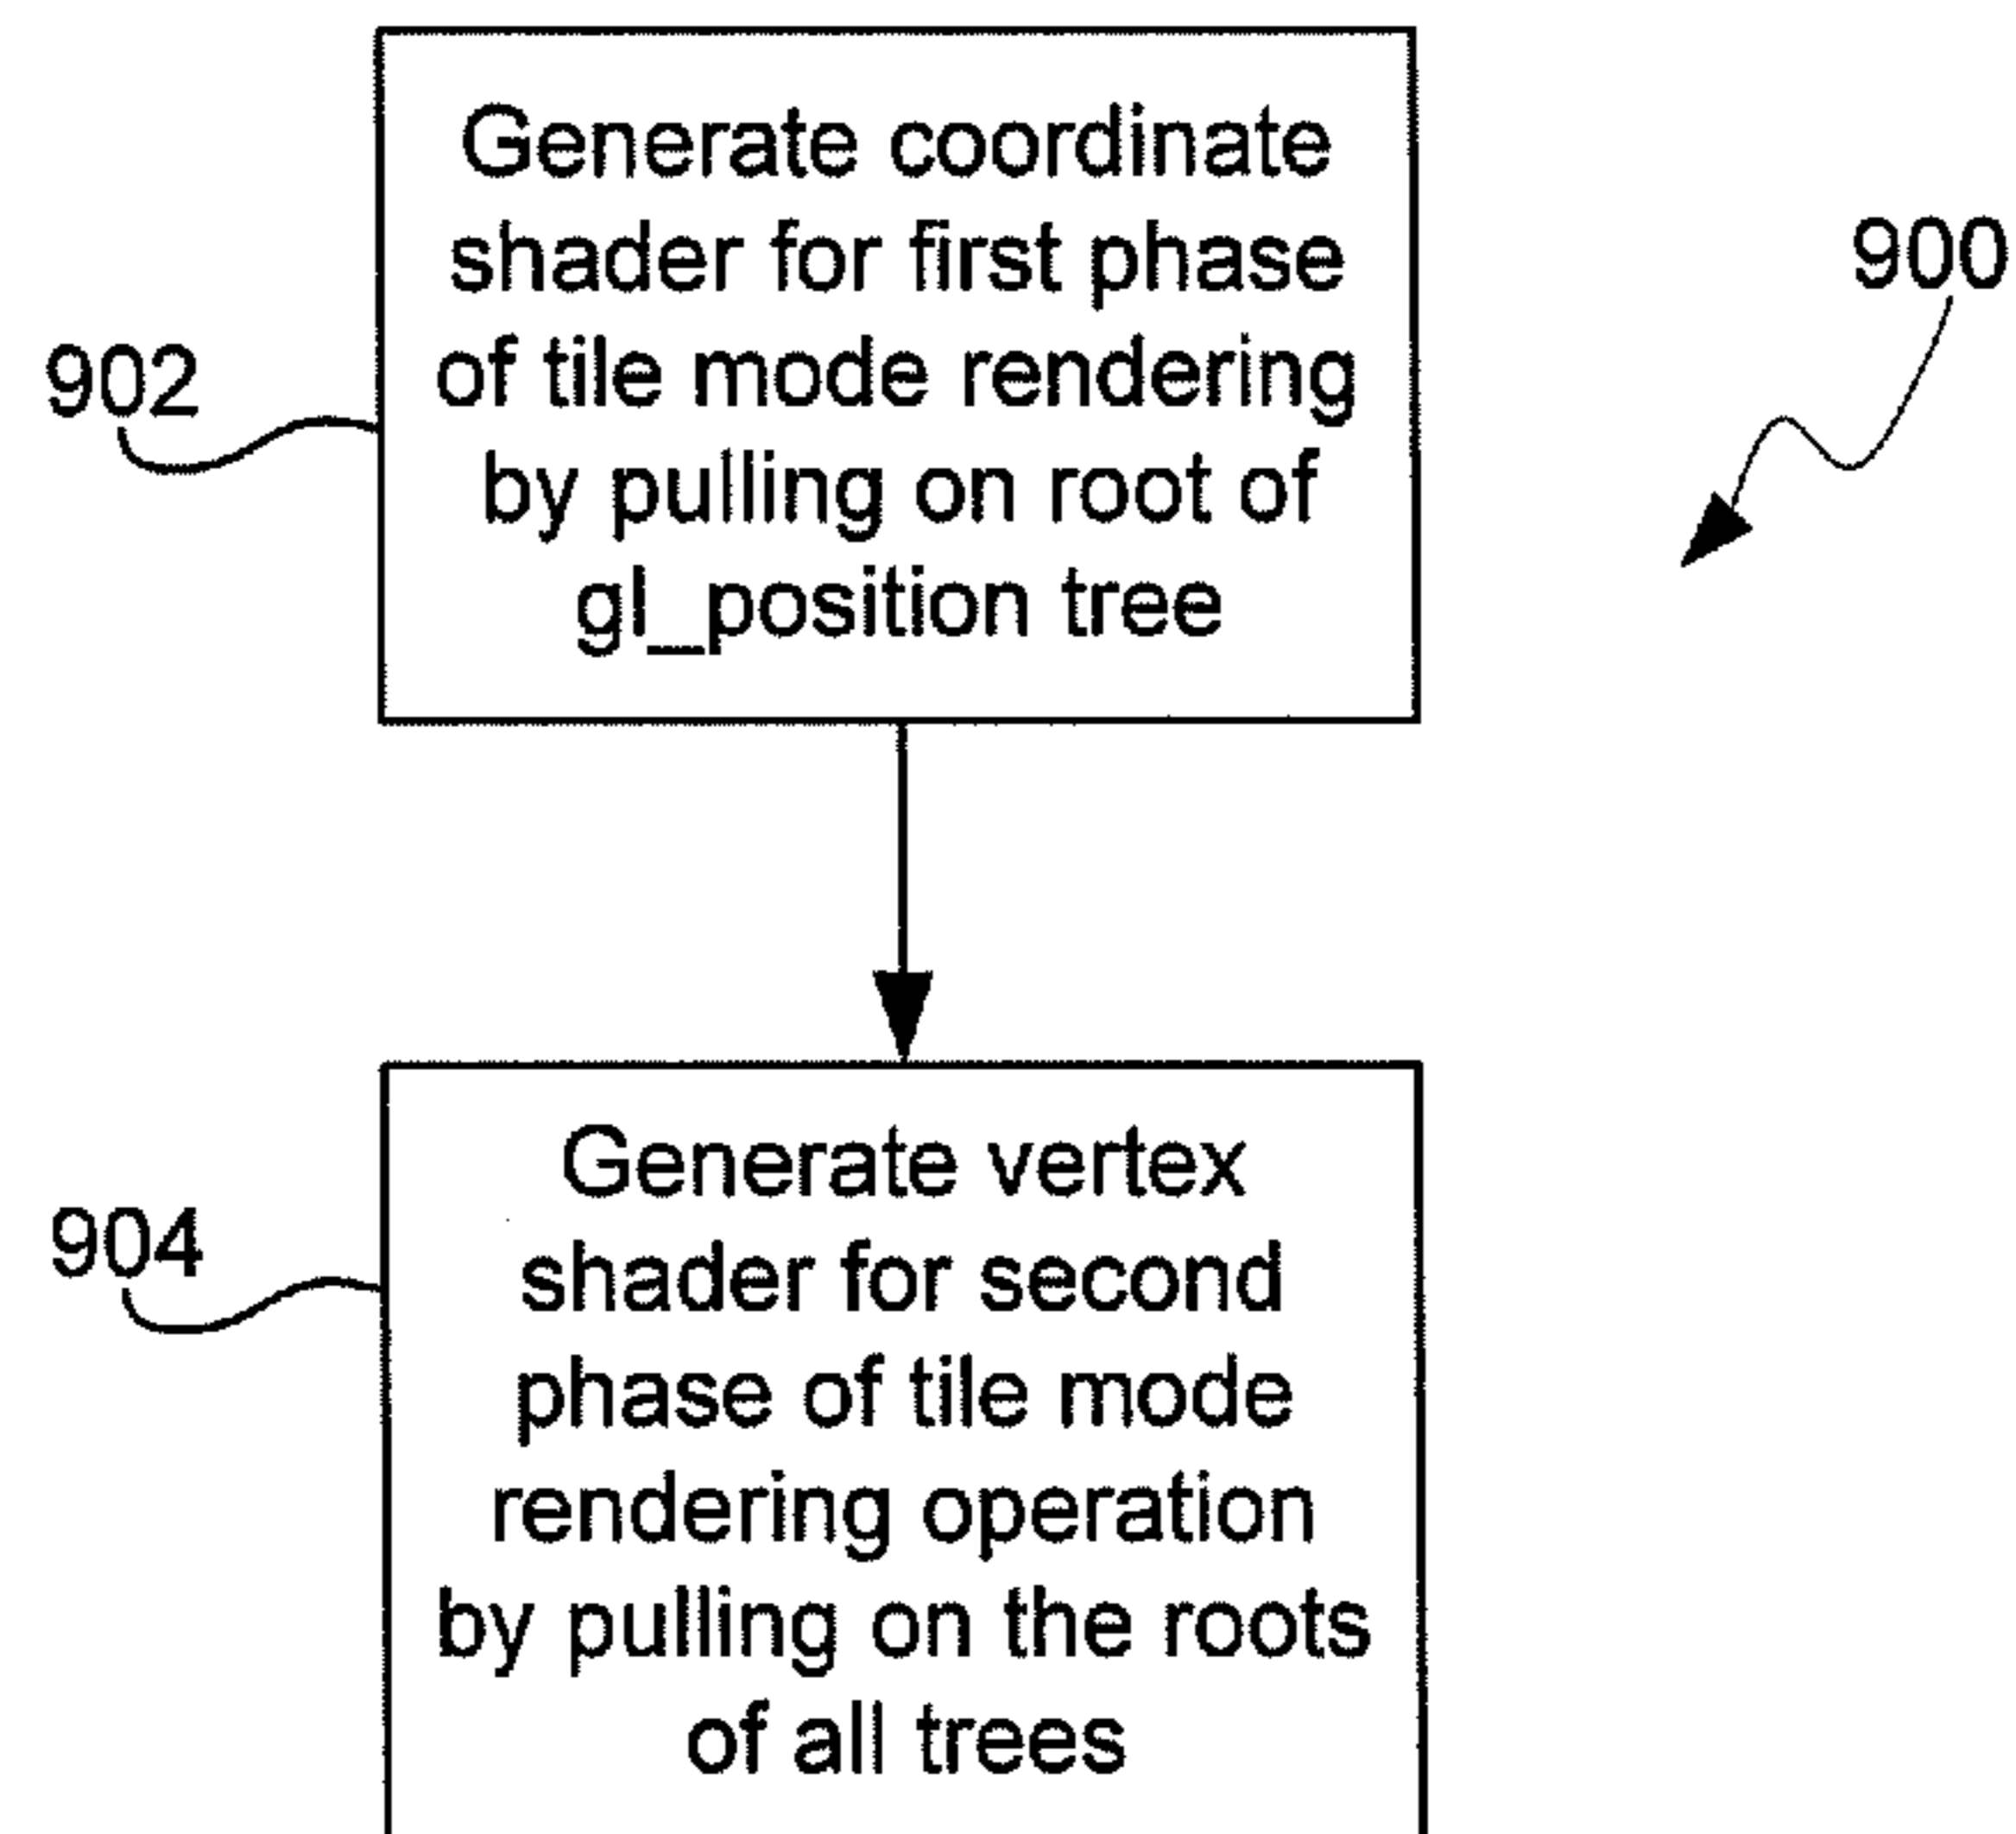 Generate coordinate
shader for first phase
of tile mode rendering
by pulling on root of
gl_position tree
900
902
Generate vertex
shader for second
phase of tile mode
rendering operation
by pulling on the roots
of all trees
904